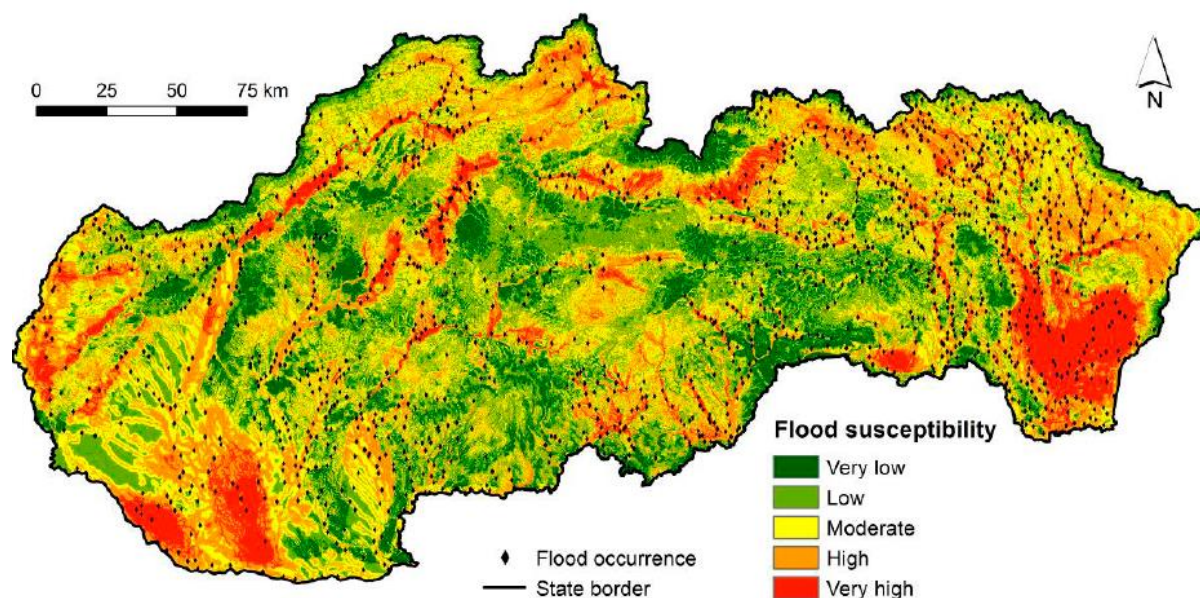 0 25 50 75 km
N
Flood susceptibility
Very low
Low
Moderate
High
Very high
Flood occurrence
State border